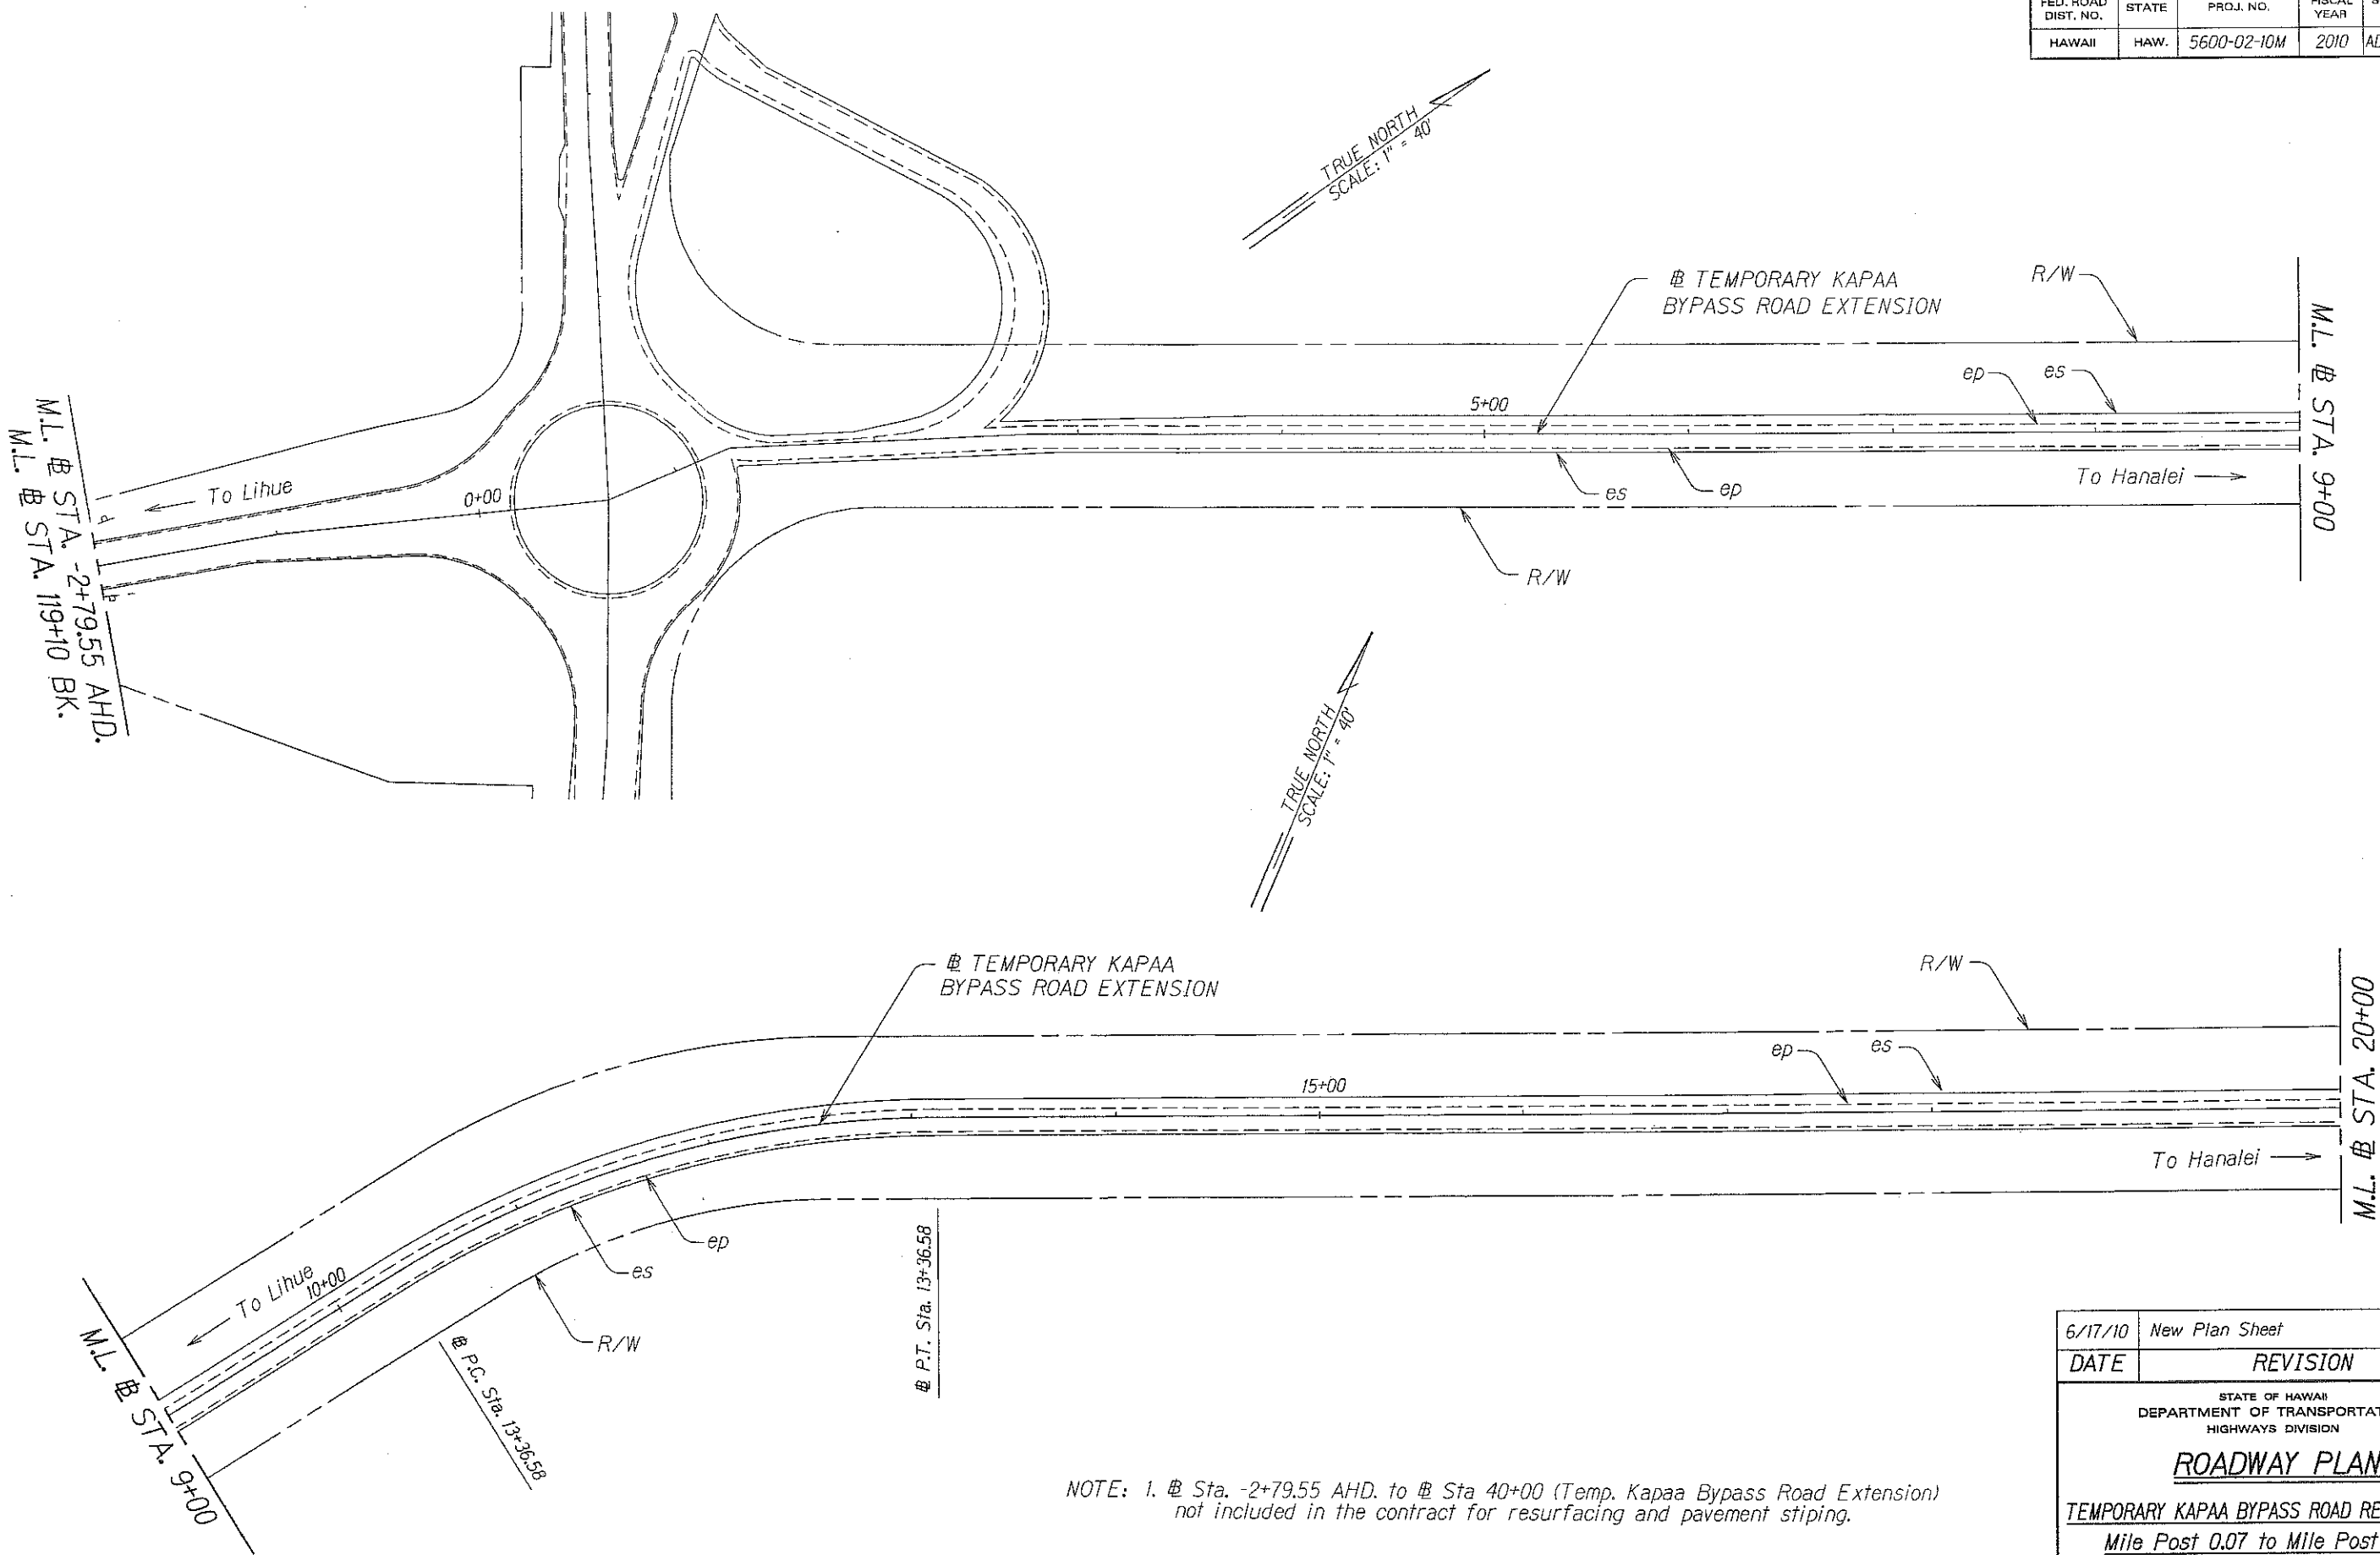 FED. ROAD DIST. NO. STATE PROJ. NO. FISCAL YEAR
HAWAII HAW. 5600-02-10M 2010
TRUE NORTH
SCALE: 1" = 40'
℄ TEMPORARY KAPAA
BYPASS ROAD EXTENSION
R/W
ep
es
5+00
M.L. ℄ STA. 9+00
To Hanalei
es
ep
R/W
To Lihue
0+00
M.L. ℄ STA. -2+79.55 AHD.
M.L. ℄ STA. 119+10 BK.
TRUE NORTH
SCALE: 1" = 40'
℄ TEMPORARY KAPAA
BYPASS ROAD EXTENSION
R/W
ep
es
15+00
M.L. ℄ STA. 20+00
To Hanalei
ep
es
R/W
To Lihue
10+00
M.L. ℄ STA. 9+00
℄ P.C. Sta. 13+36.58
℄ P.T. Sta. 13+36.58
NOTE: 1. ℄ Sta. -2+79.55 AHD. to ℄ Sta 40+00 (Temp. Kapaa Bypass Road Extension)
not included in the contract for resurfacing and pavement stiping.
6/17/10 New Plan Sheet
DATE REVISION
STATE OF HAWAII
DEPARTMENT OF TRANSPORTAT
HIGHWAYS DIVISION
ROADWAY PLAN
TEMPORARY KAPAA BYPASS ROAD RE
Mile Post 0.07 to Mile Post